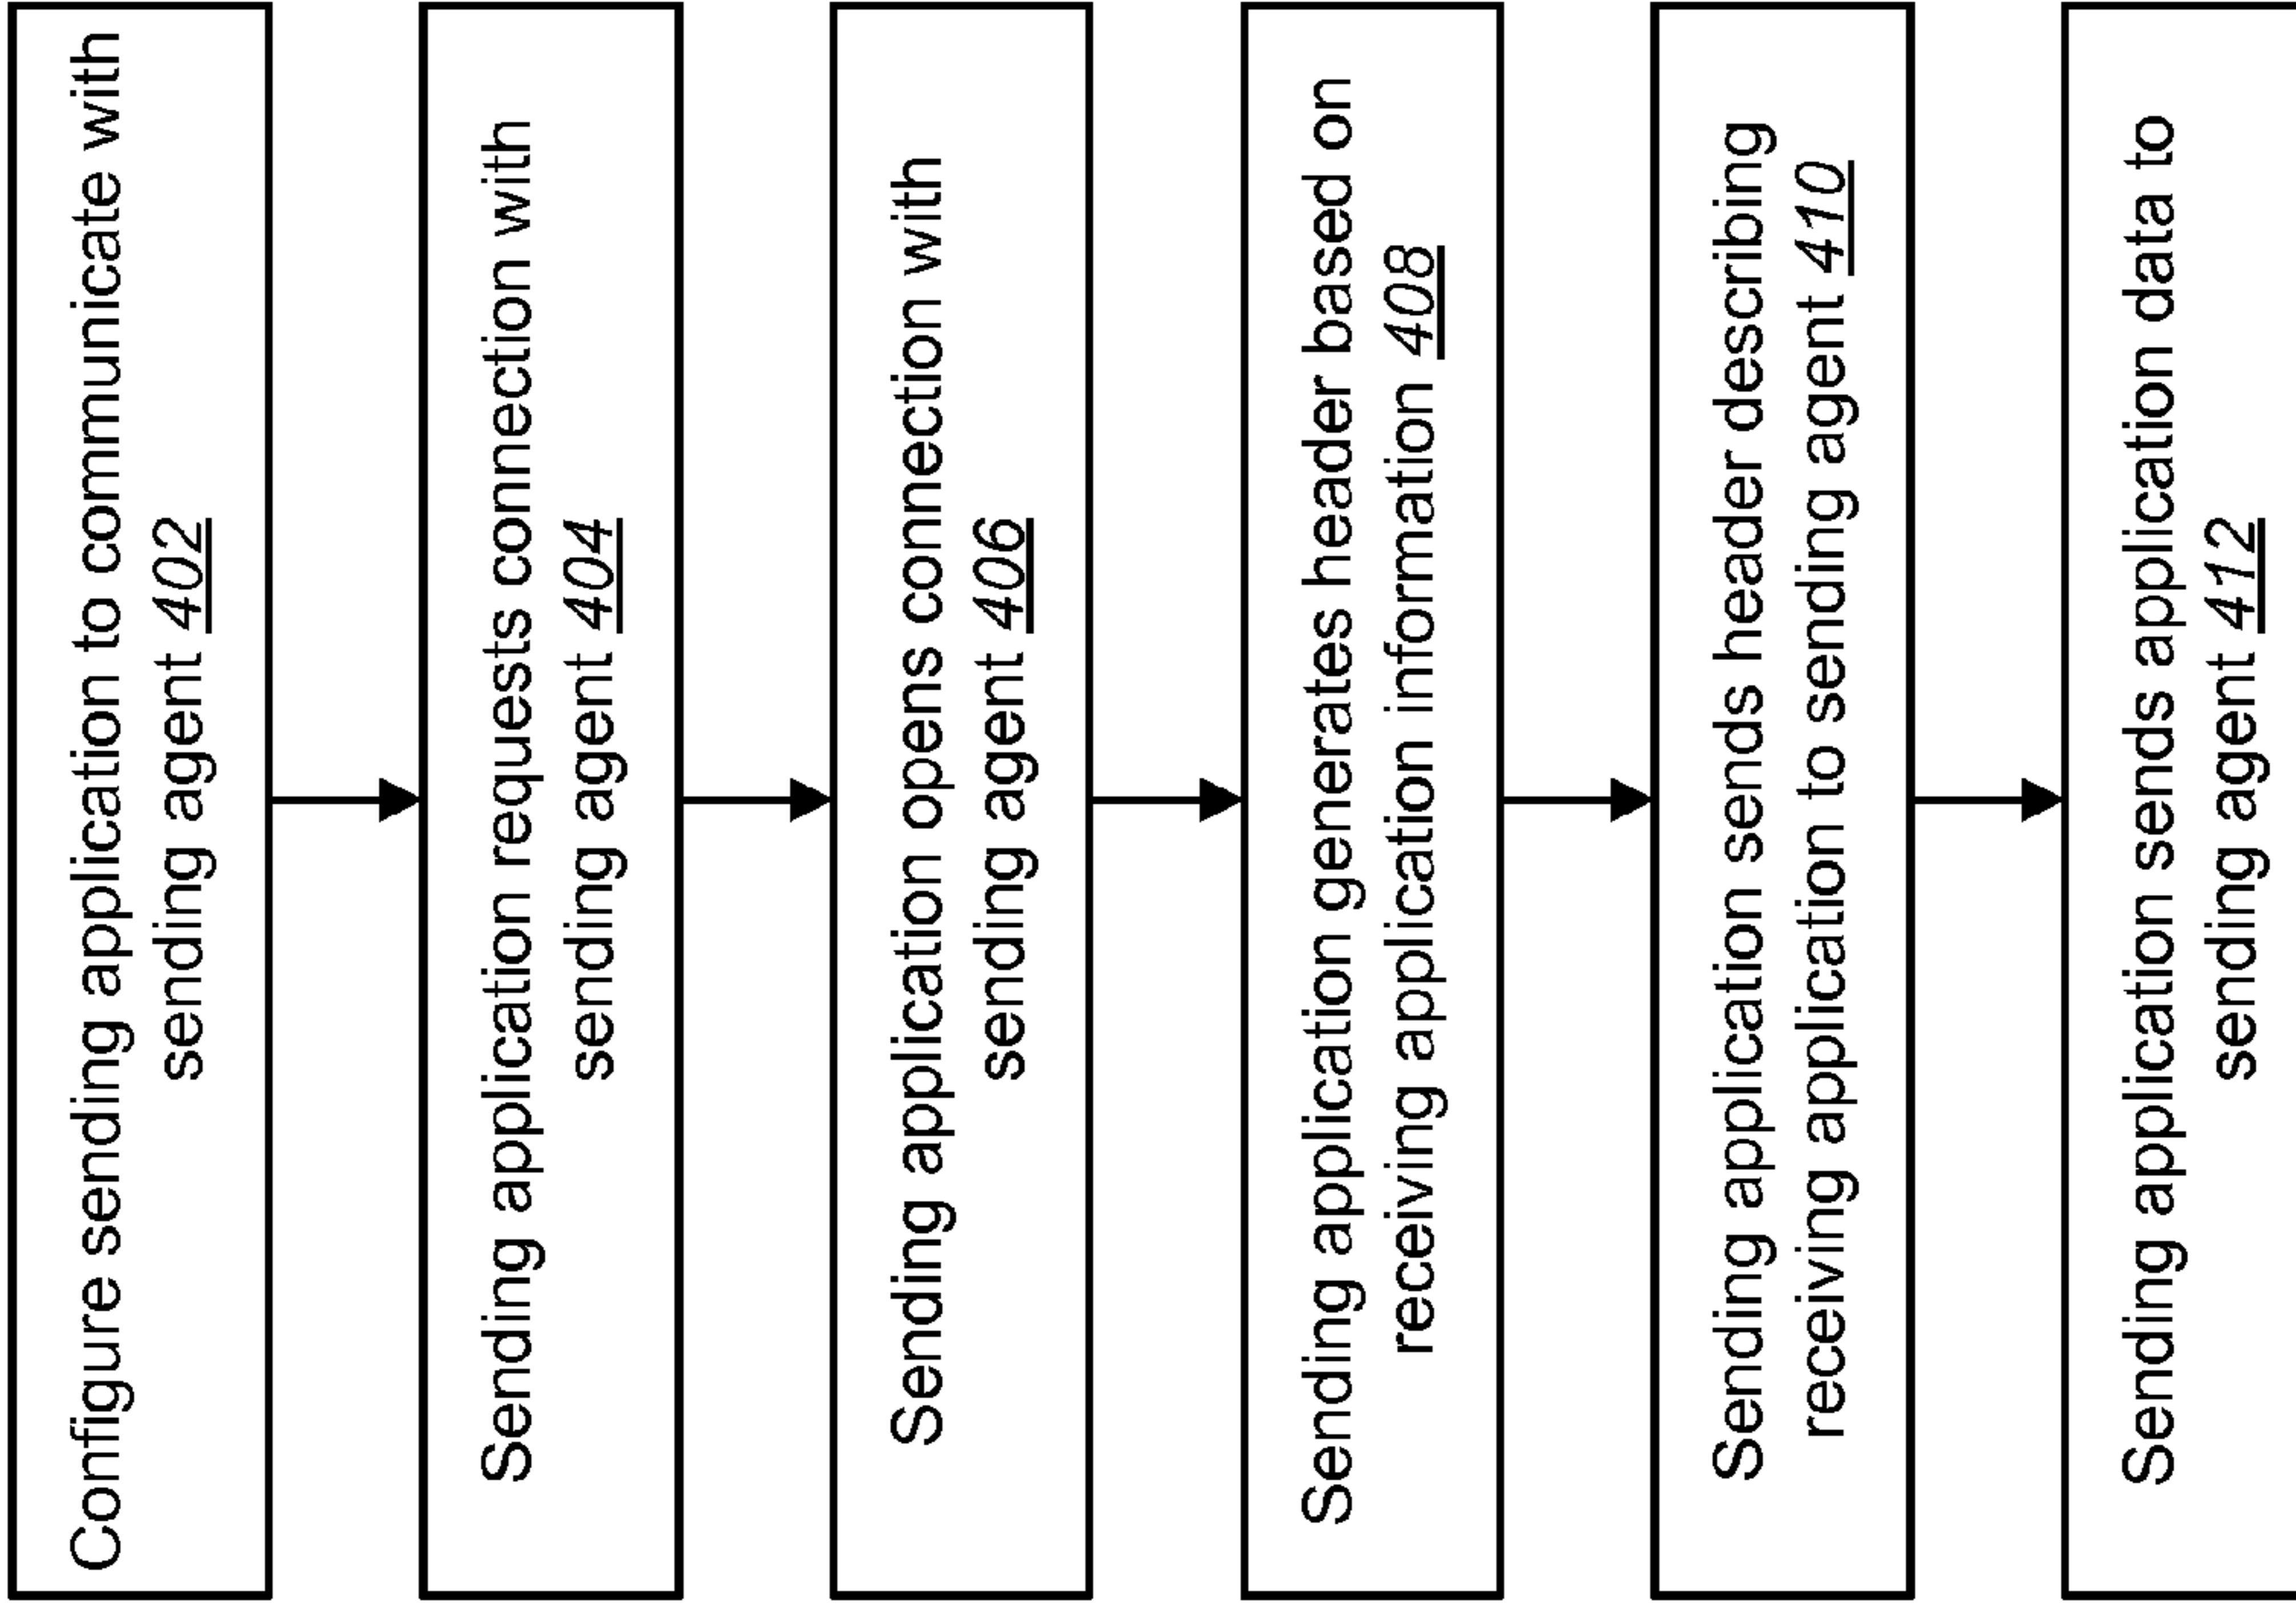 Configure sending application to communicate with
sending agent 402
Sending application requests connection with
sending agent 404
Sending application opens connection with
sending agent 406
Sending application generates header based on
receiving application information 408
Sending application sends header describing
receiving application to sending agent 410
Sending application sends application data to
sending agent 412